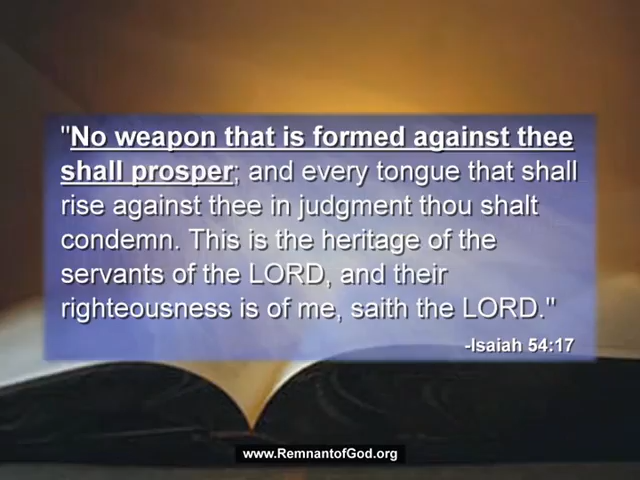 "No weapon that is formed against thee
shall prosper; and every tongue that shall
rise against thee in judgment thou shalt
condemn. This is the heritage of the
servants of the LORD, and their
righteousness is of me, saith the LORD."
-Isaiah 54:17
www.RemnantofGod.org